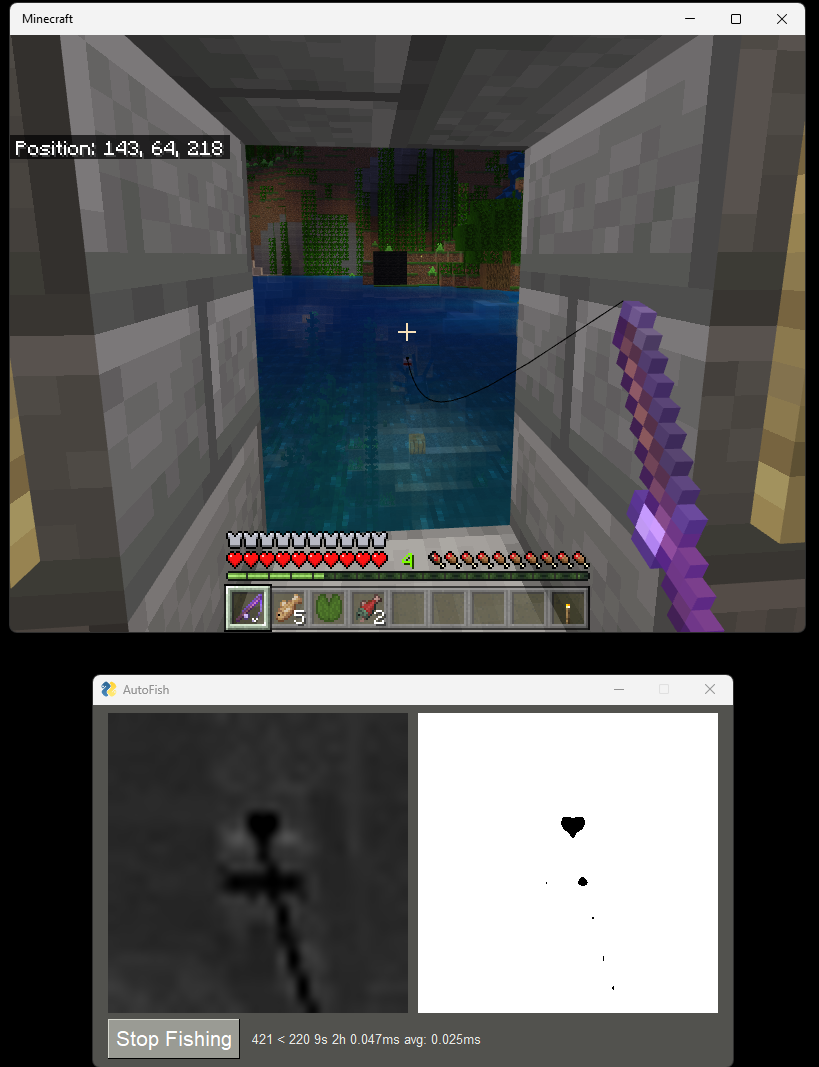 Minecraft
Position: 143, 64, 218
4
5
2
AutoFish
Stop Fishing
421 < 220 9s 2h 0.047ms avg: 0.025ms